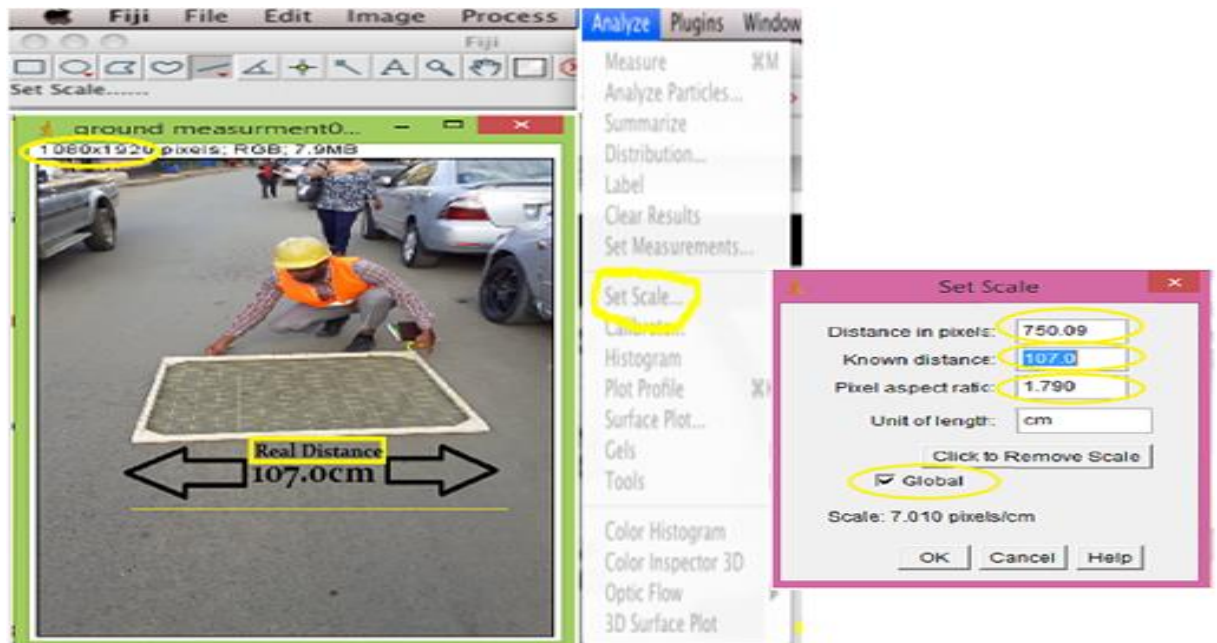 Fiji File Edit Image Process
Fiji
Set Scale......
ground measurment0...
1080x1920 pixels; RGB; 7.9MB
Real Distance
107.0cm
Analyze Plugins Window
Measure ⌘M
Analyze Particles...
Summarize
Distribution...
Label
Clear Results
Set Measurements...
Set Scale...
Calibrate...
Histogram
Plot Profile
Surface Plot...
Gels
Tools
Color Histogram
Color Inspector 3D
Optic Flow
3D Surface Plot
Set Scale
Distance in pixels: 750.09
Known distance: 107.0
Pixel aspect ratio: 1.790
Unit of length: cm
Click to Remove Scale
Global
Scale: 7.010 pixels/cm
OK Cancel Help